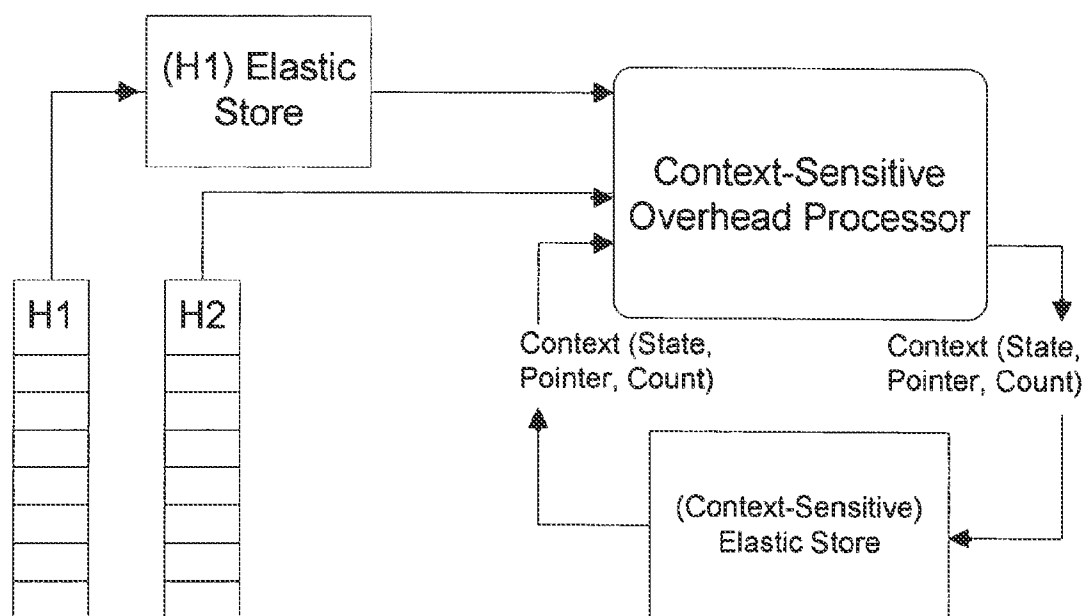 (H1) Elastic
Store
Context-Sensitive
Overhead Processor
H1
H2
Context (State,
Pointer, Count)
Context (State,
Pointer, Count)
(Context-Sensitive)
Elastic Store